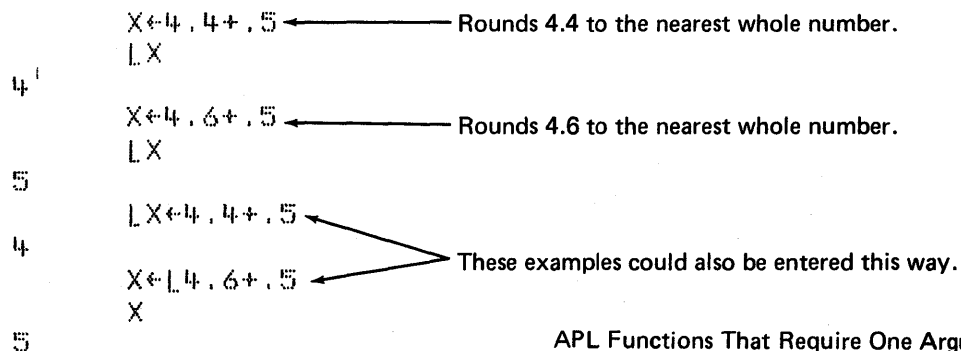 X←4.4+.5 Rounds 4.4 to the nearest whole number.
⌊X
4
X←4.6+.5 Rounds 4.6 to the nearest whole number.
⌊X
5
⌊X←4.4+.5
4
These examples could also be entered this way.
X←⌊4.6+.5
X
5
APL Functions That Require One Argu